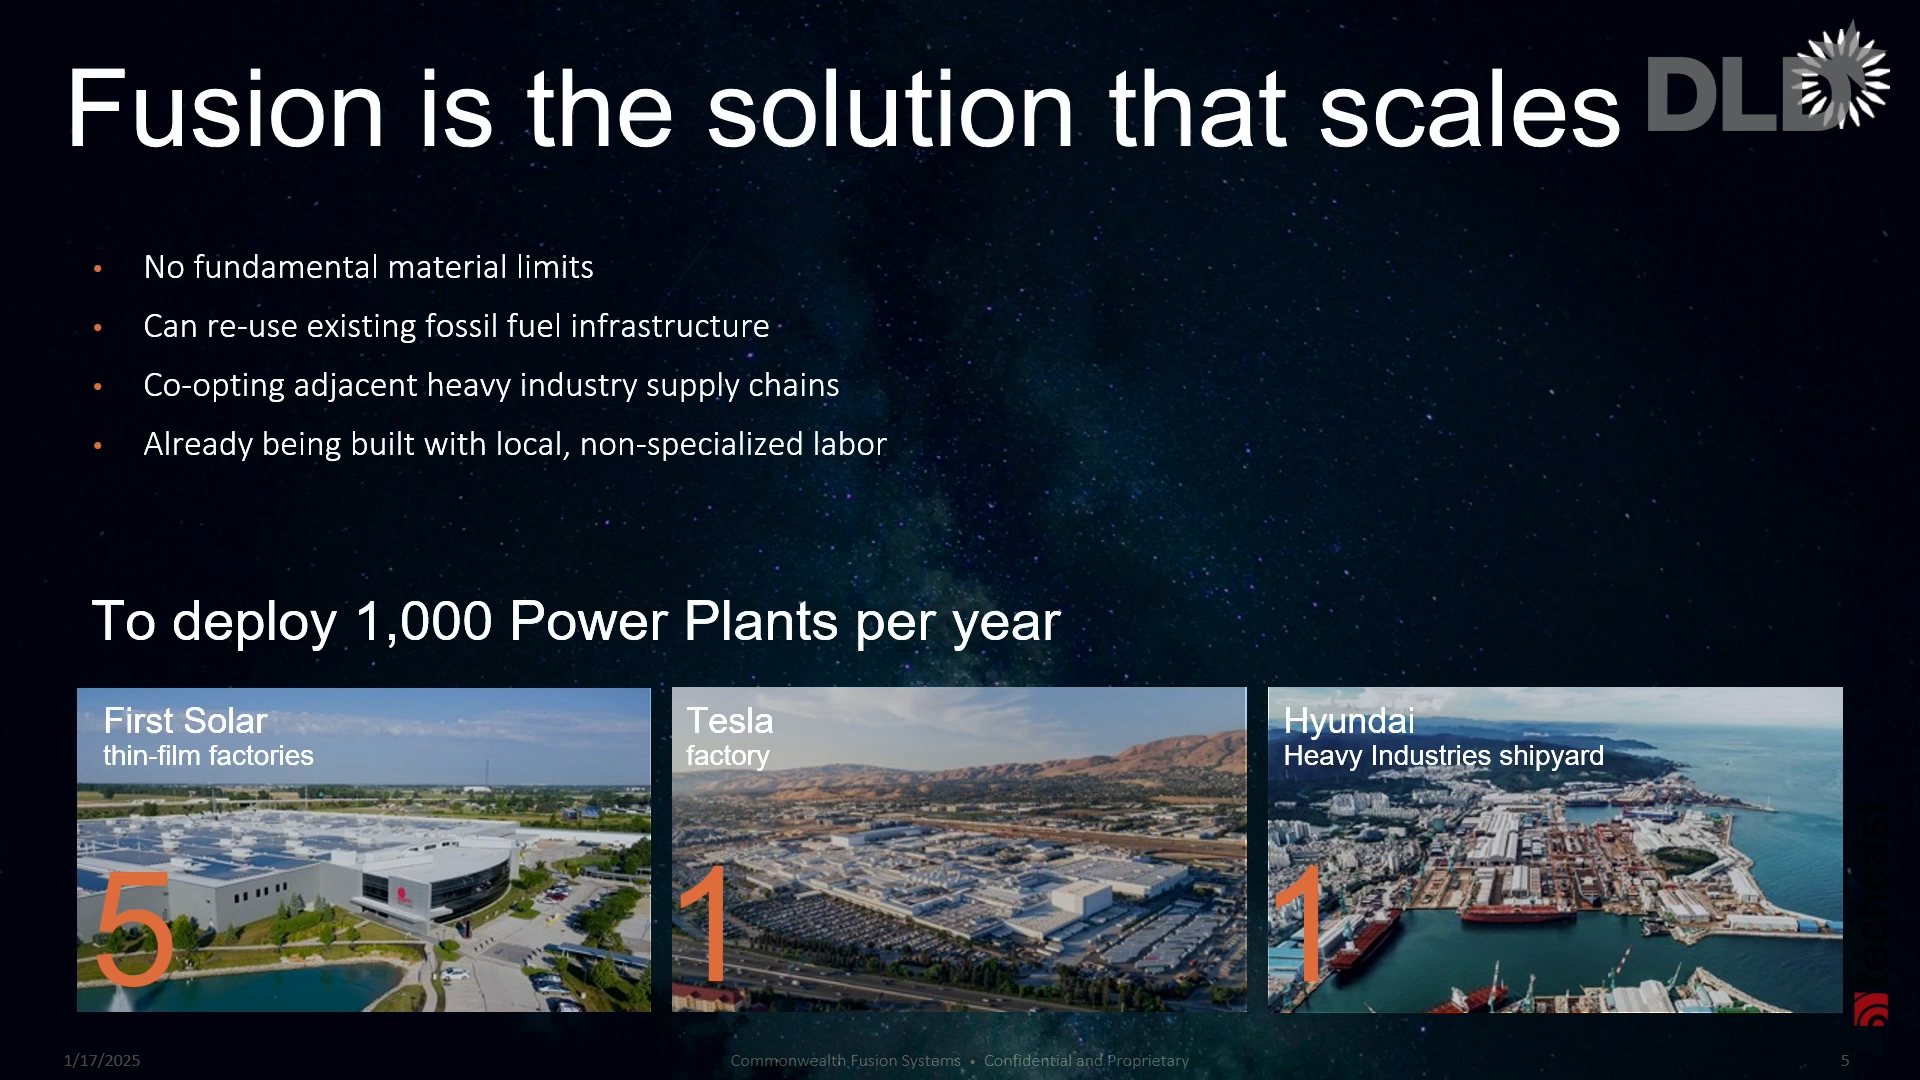 Fusion is the solution that scales
DLD
• No fundamental material limits
• Can re-use existing fossil fuel infrastructure
• Co-opting adjacent heavy industry supply chains
• Already being built with local, non-specialized labor
To deploy 1,000 Power Plants per year
First Solar
thin-film factories
5
Tesla
factory
1
Hyundai
Heavy Industries shipyard
1
techcast
1/17/2025
Commonwealth Fusion Systems • Confidential and Proprietary
5